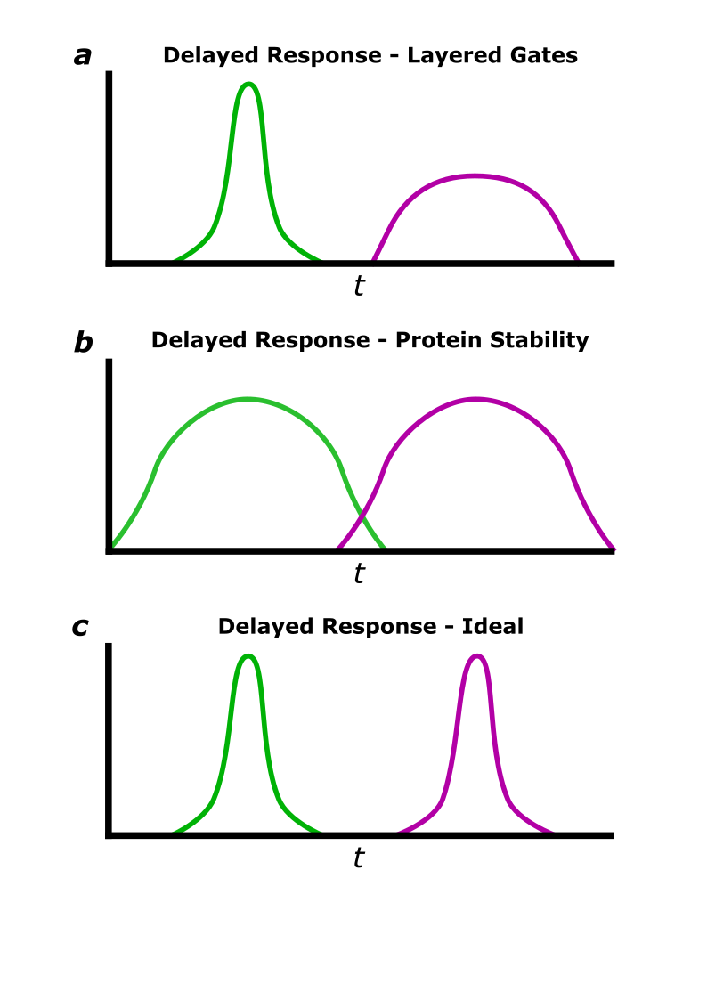 a
Delayed Response - Layered Gates
t
b
Delayed Response - Protein Stability
t
c
Delayed Response - Ideal
t